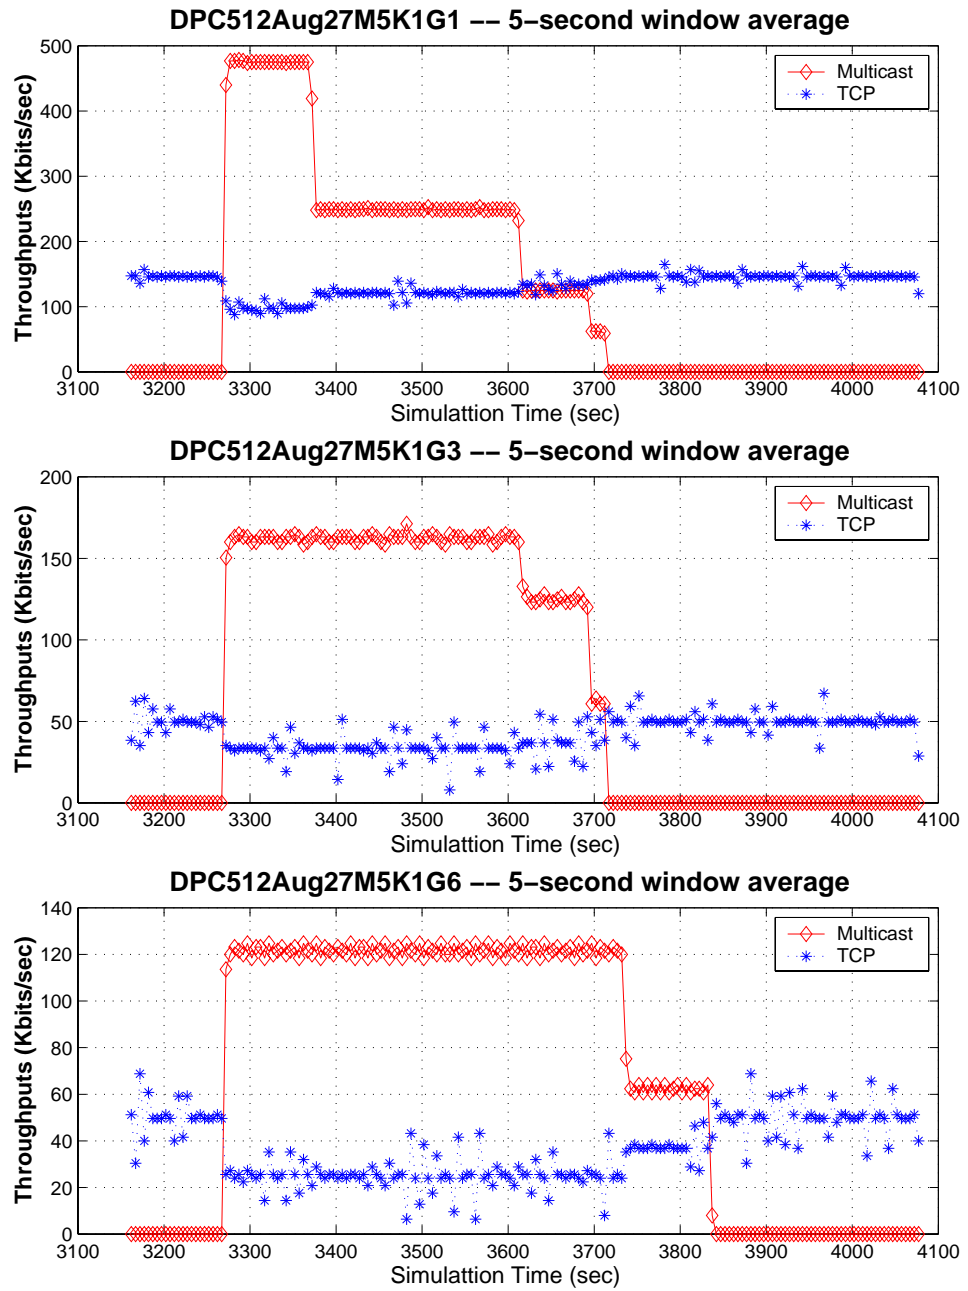 DPC512Aug27M5K1G1 −− 5−second window average
Throughputs (Kbits/sec)
500
400
300
200
100
0
Multicast
TCP
3100 3200 3300 3400 3500 3600 3700 3800 3900 4000 4100
Simulattion Time (sec)
DPC512Aug27M5K1G3 −− 5−second window average
Throughputs (Kbits/sec)
200
150
100
50
0
Multicast
TCP
3100 3200 3300 3400 3500 3600 3700 3800 3900 4000 4100
Simulattion Time (sec)
DPC512Aug27M5K1G6 −− 5−second window average
Throughputs (Kbits/sec)
140
120
100
80
60
40
20
0
Multicast
TCP
3100 3200 3300 3400 3500 3600 3700 3800 3900 4000 4100
Simulattion Time (sec)